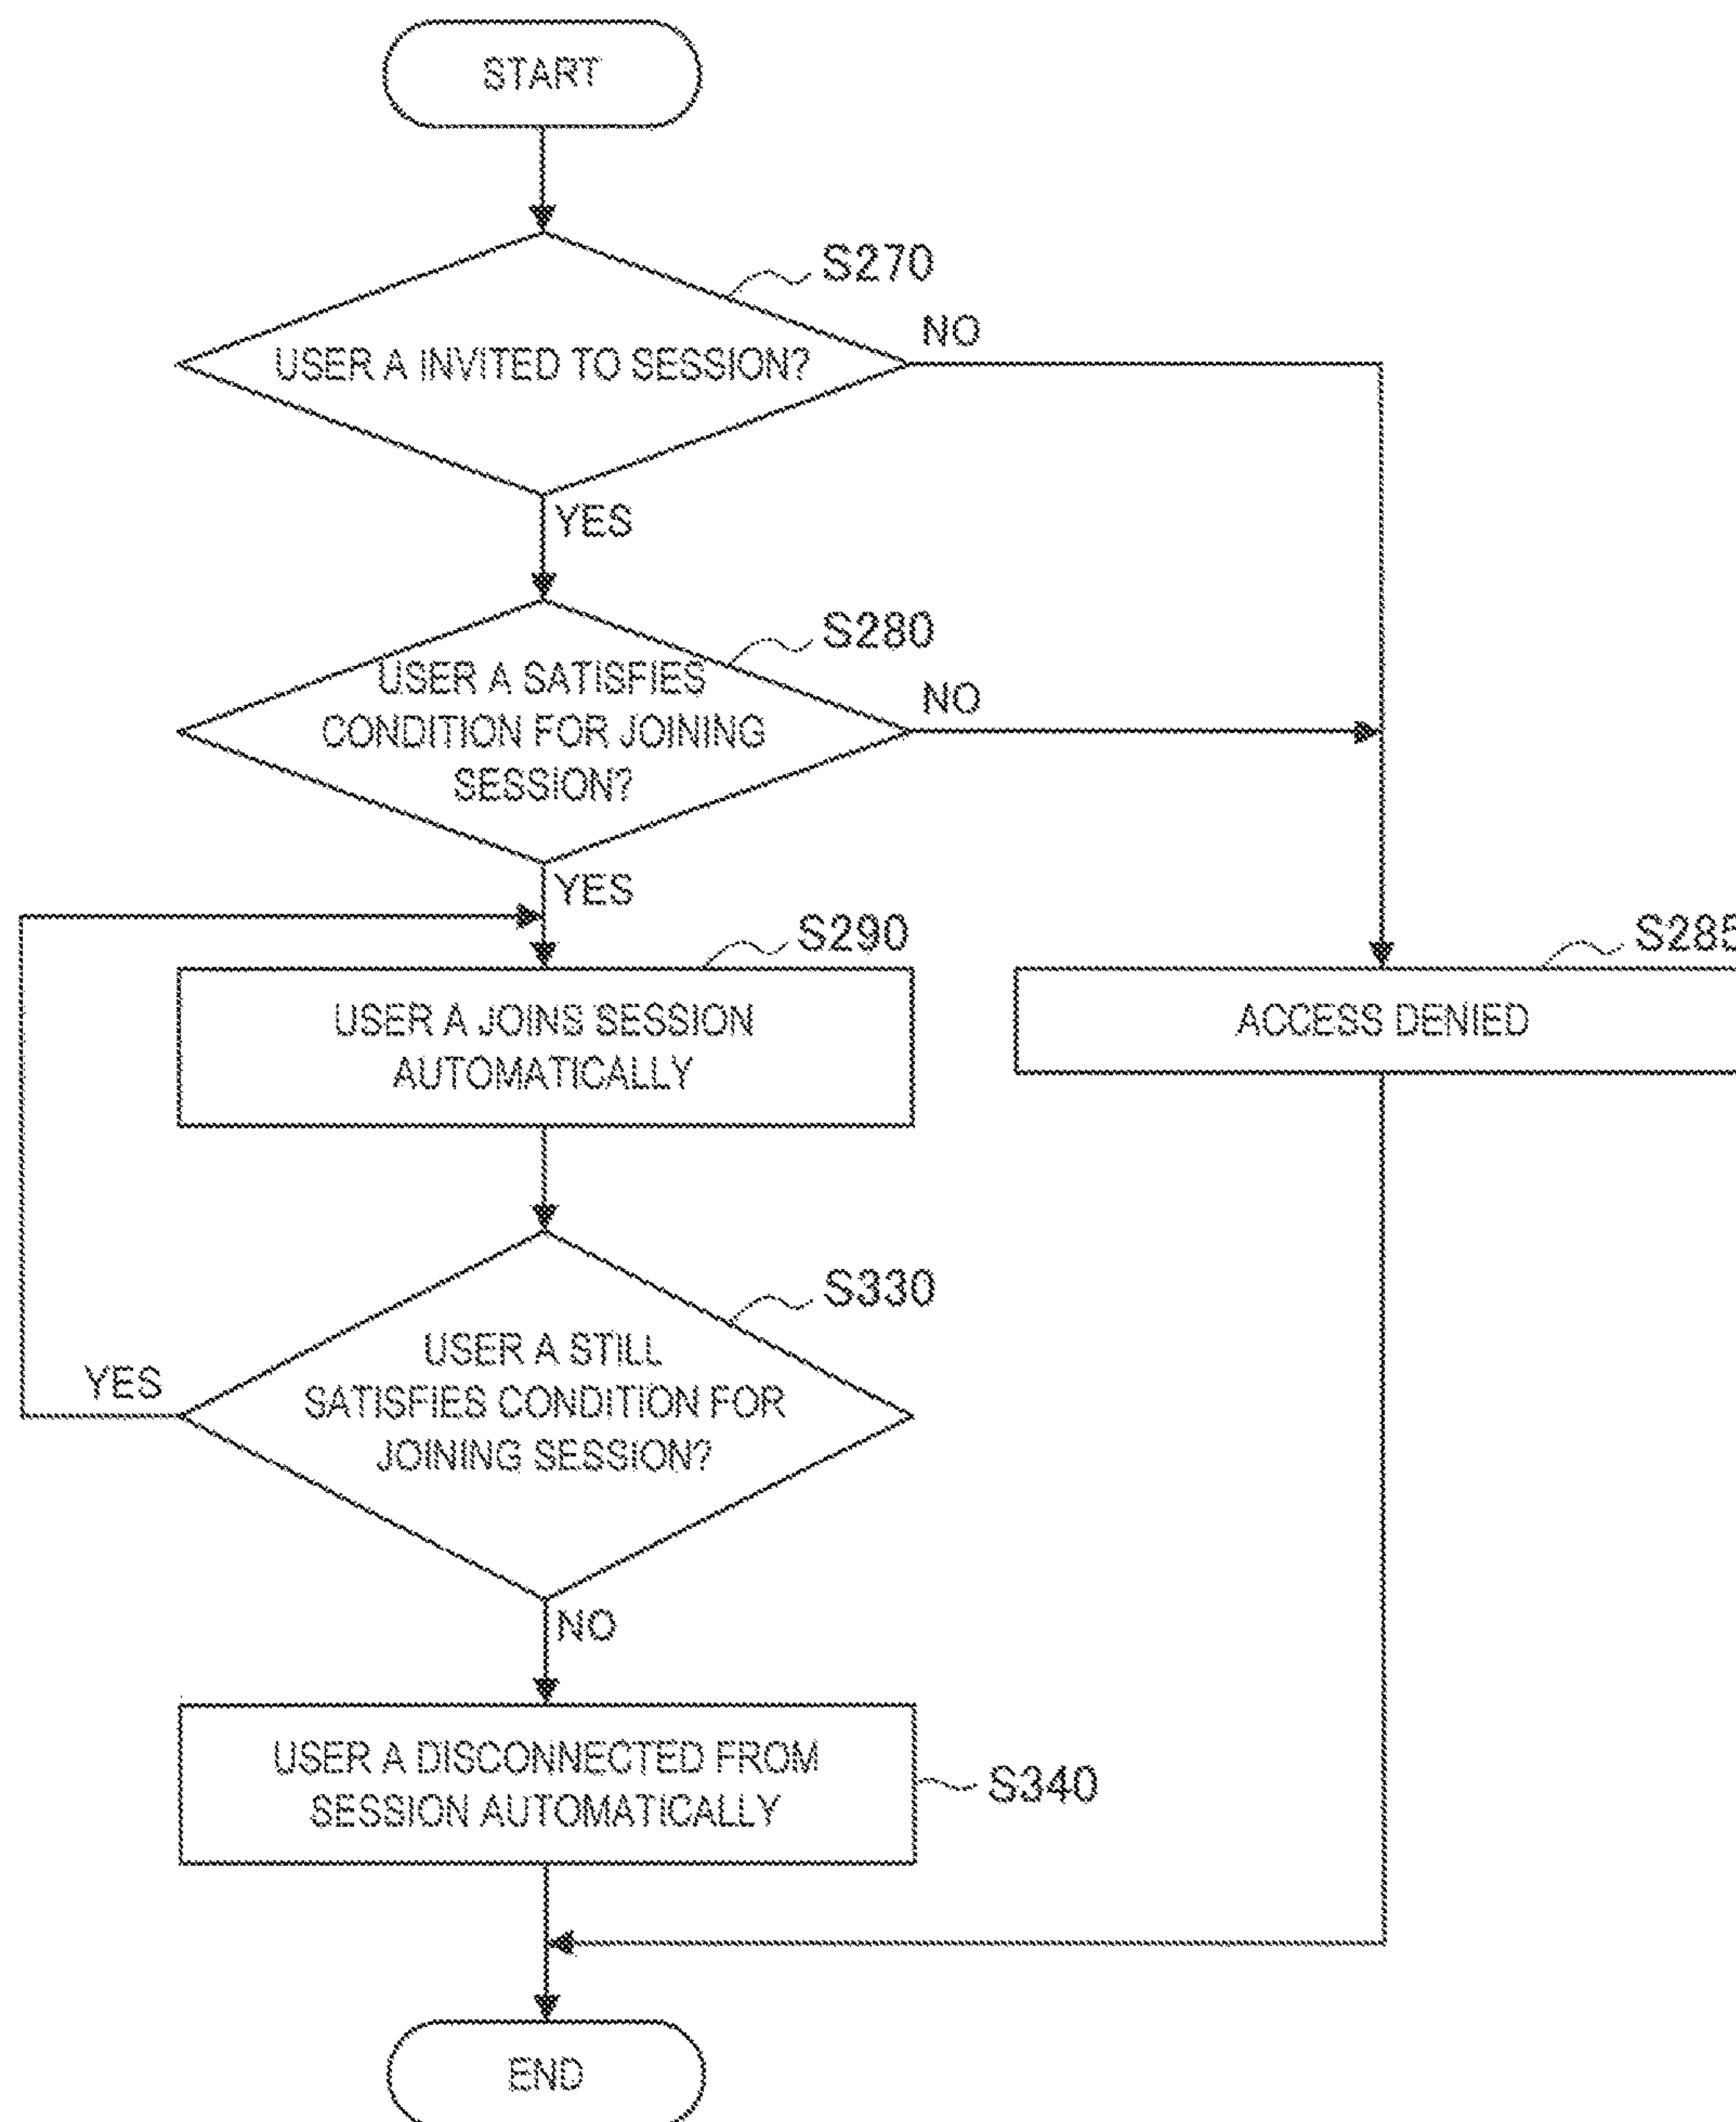 START
S270
NO
USER A INVITED TO SESSION?
YES
S280
NO
USER A SATISFIES
CONDITION FOR JOINING
SESSION?
YES
S290
S285
USER A JOINS SESSION
AUTOMATICALLY
ACCESS DENIED
S330
USER A STILL
SATISFIES CONDITION FOR
JOINING SESSION?
YES
NO
USER A DISCONNECTED FROM
SESSION AUTOMATICALLY
S340
END